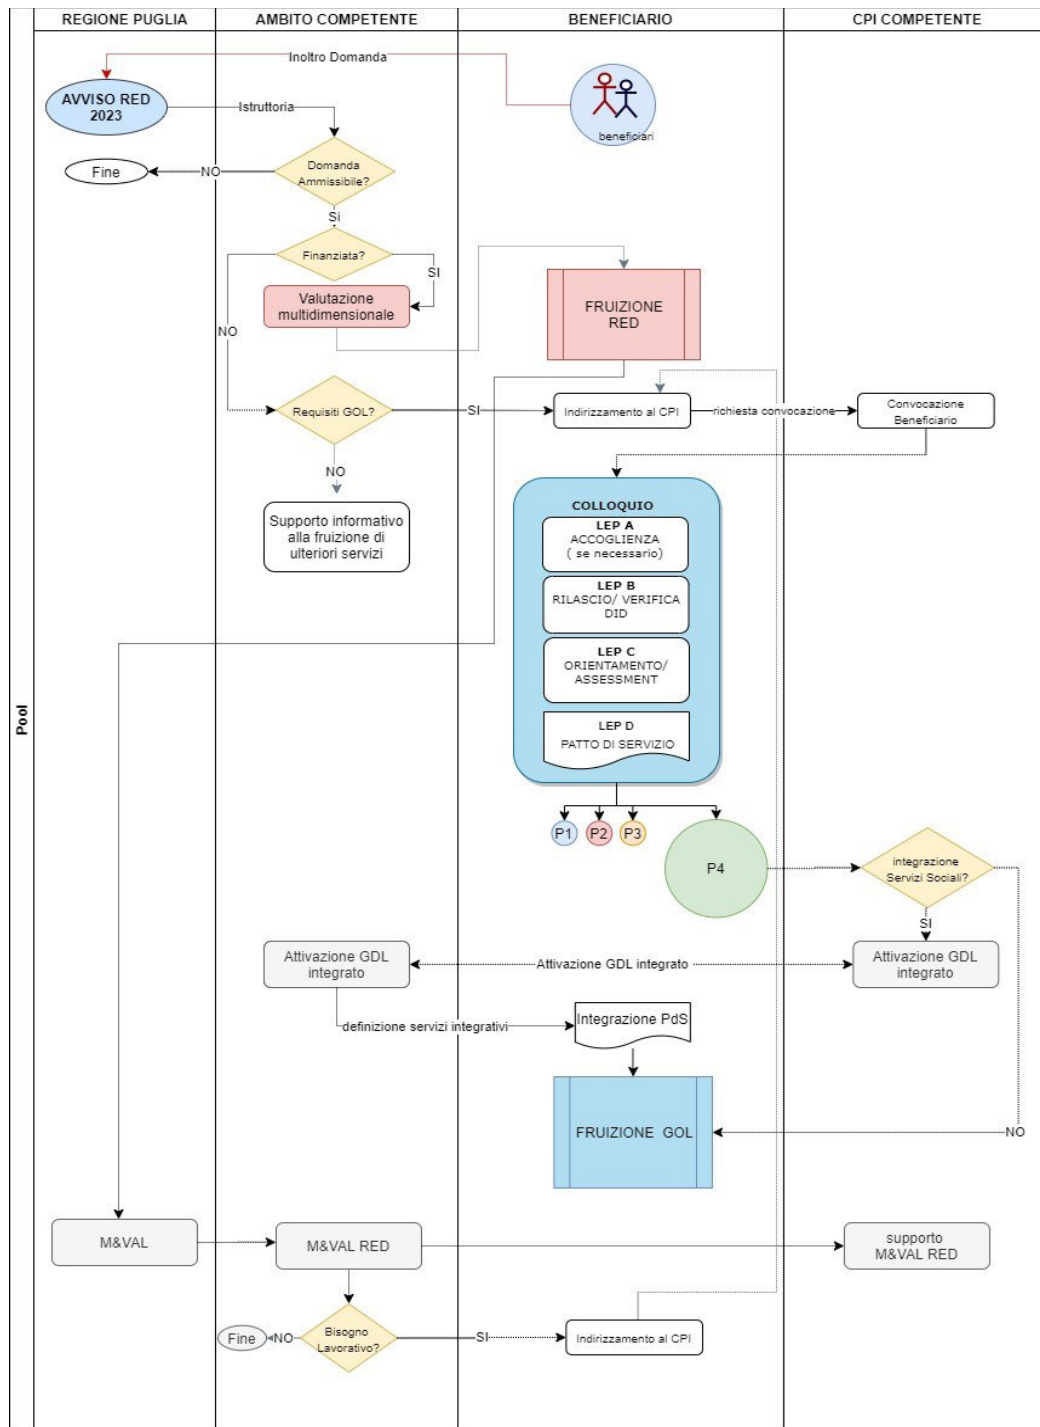 REGIONE PUGLIA
AMBITO COMPETENTE
BENEFICIARIO
CPI COMPETENTE
Pool
Inoltro Domanda
AVVISO RED
2023
Istruttoria
beneficiari
Domanda
Ammissibile?
NO
Fine
Si
Finanziata?
SI
NO
Valutazione
multidimensionale
FRUIZIONE
RED
Requisiti GOL?
SI
Indirizzamento al CPI
richiesta convocazione
Convocazione
Beneficiario
NO
Supporto informativo
alla fruizione di
ulteriori servizi
COLLOQUIO
LEP A
ACCOGLIENZA
( se necessario)
LEP B
RILASCIO/ VERIFICA
DID
LEP C
ORIENTAMENTO/
ASSESSMENT
LEP D
PATTO DI SERVIZIO
P1
P2
P3
P4
integrazione
Servizi Sociali?
SI
Attivazione GDL
integrato
Attivazione GDL integrato
Attivazione GDL
integrato
definizione servizi integrativi
Integrazione PdS
FRUIZIONE GOL
NO
M&VAL
M&VAL RED
supporto
M&VAL RED
Bisogno
Lavorativo?
NO
Fine
SI
Indirizzamento al CPI